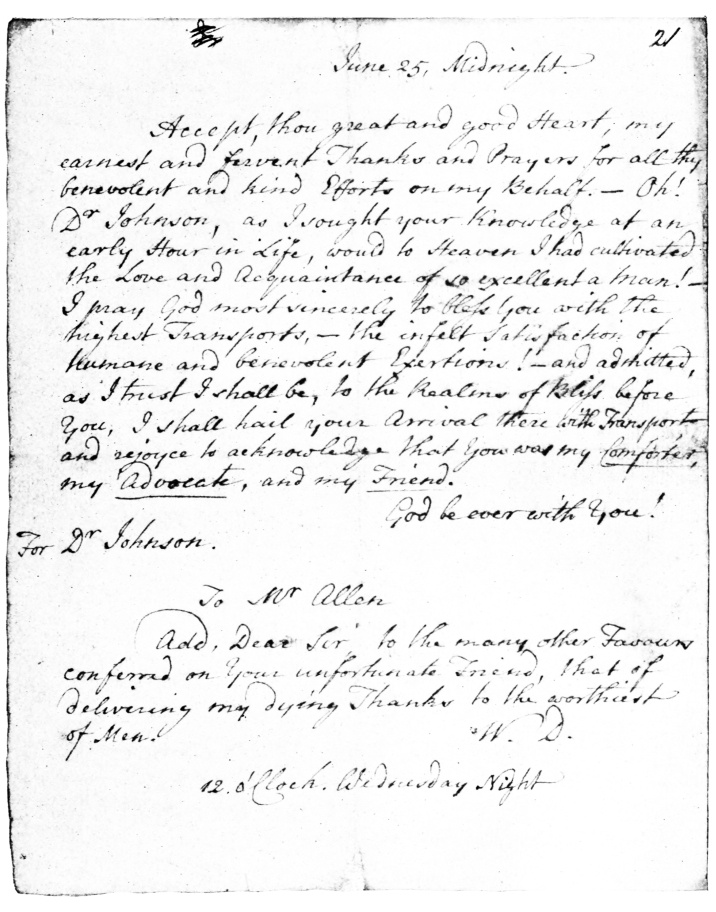 21
June 25, Midnight.
Accept, thou great and good Heart, my
earnest and fervent Thanks and Prayers for all thy
benevolent and kind Efforts on my Behalf. — Oh!
Dr Johnson, as I sought your Knowledge at an
early Hour in Life, would to Heaven I had cultivated
the Love and Acquaintance of so excellent a Man! —
I pray God most sincerely to bless You with the
highest Transports, — the infelt Satisfaction of
Humane and benevolent Exertions! — and admitted,
as I trust I shall be, to the Realms of Bliss before
You, I shall hail your Arrival there with Transport
and rejoyce to acknowledge that You was my Comforter,
my Advocate, and my Friend.
God be ever with You!
For Dr Johnson.
To Mr Allen
Add, Dear Sir, to the many other Favours
conferred on Your unfortunate Friend, that of
delivering my dying Thanks to the worthiest
of Men.
W. D.
12 o'Clock. Wednesday Night